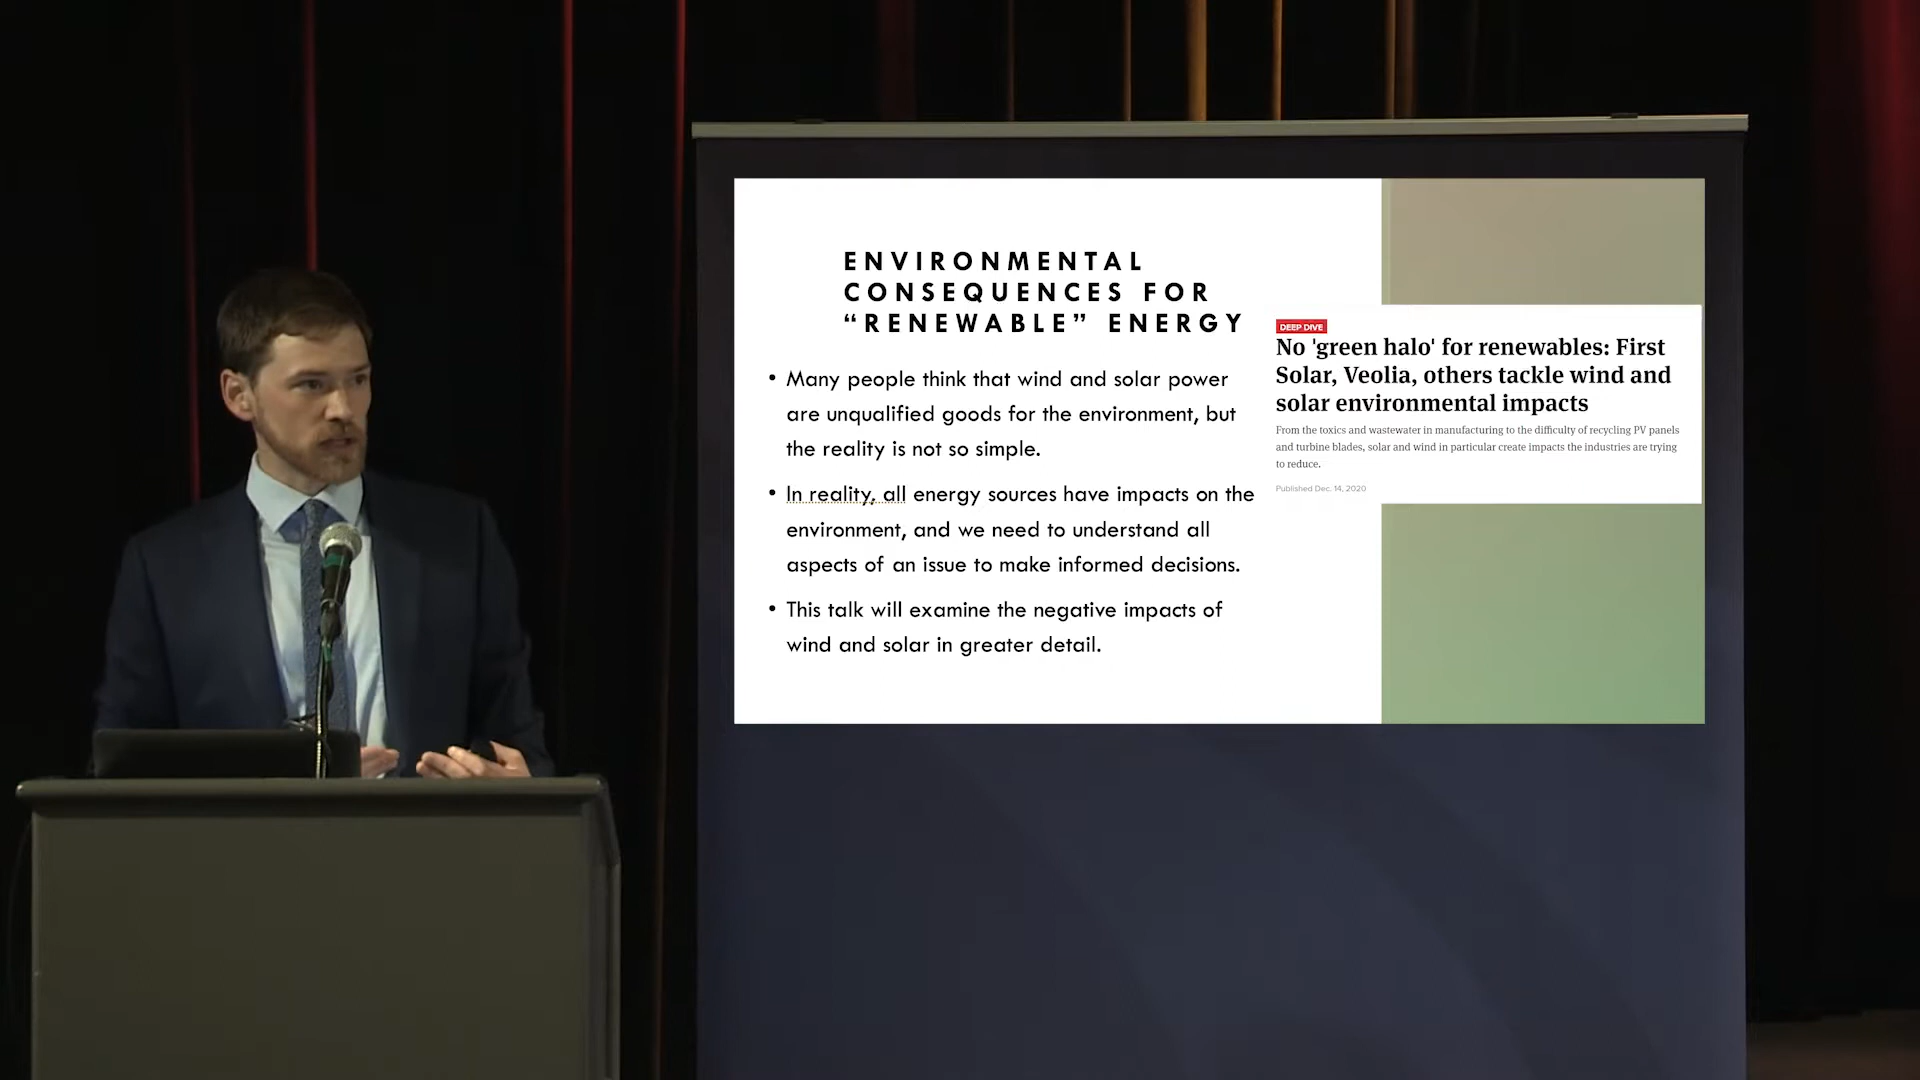 ENVIRONMENTAL
CONSEQUENCES FOR
“RENEWABLE” ENERGY
• Many people think that wind and solar power
are unqualified goods for the environment, but
the reality is not so simple.
• In reality, all energy sources have impacts on the
environment, and we need to understand all
aspects of an issue to make informed decisions.
• This talk will examine the negative impacts of
wind and solar in greater detail.
DEEP DIVE
No 'green halo' for renewables: First
Solar, Veolia, others tackle wind and
solar environmental impacts
From the toxics and wastewater in manufacturing to the difficulty of recycling PV panels
and turbine blades, solar and wind in particular create impacts the industries are trying
to reduce.
Published Dec. 14, 2020